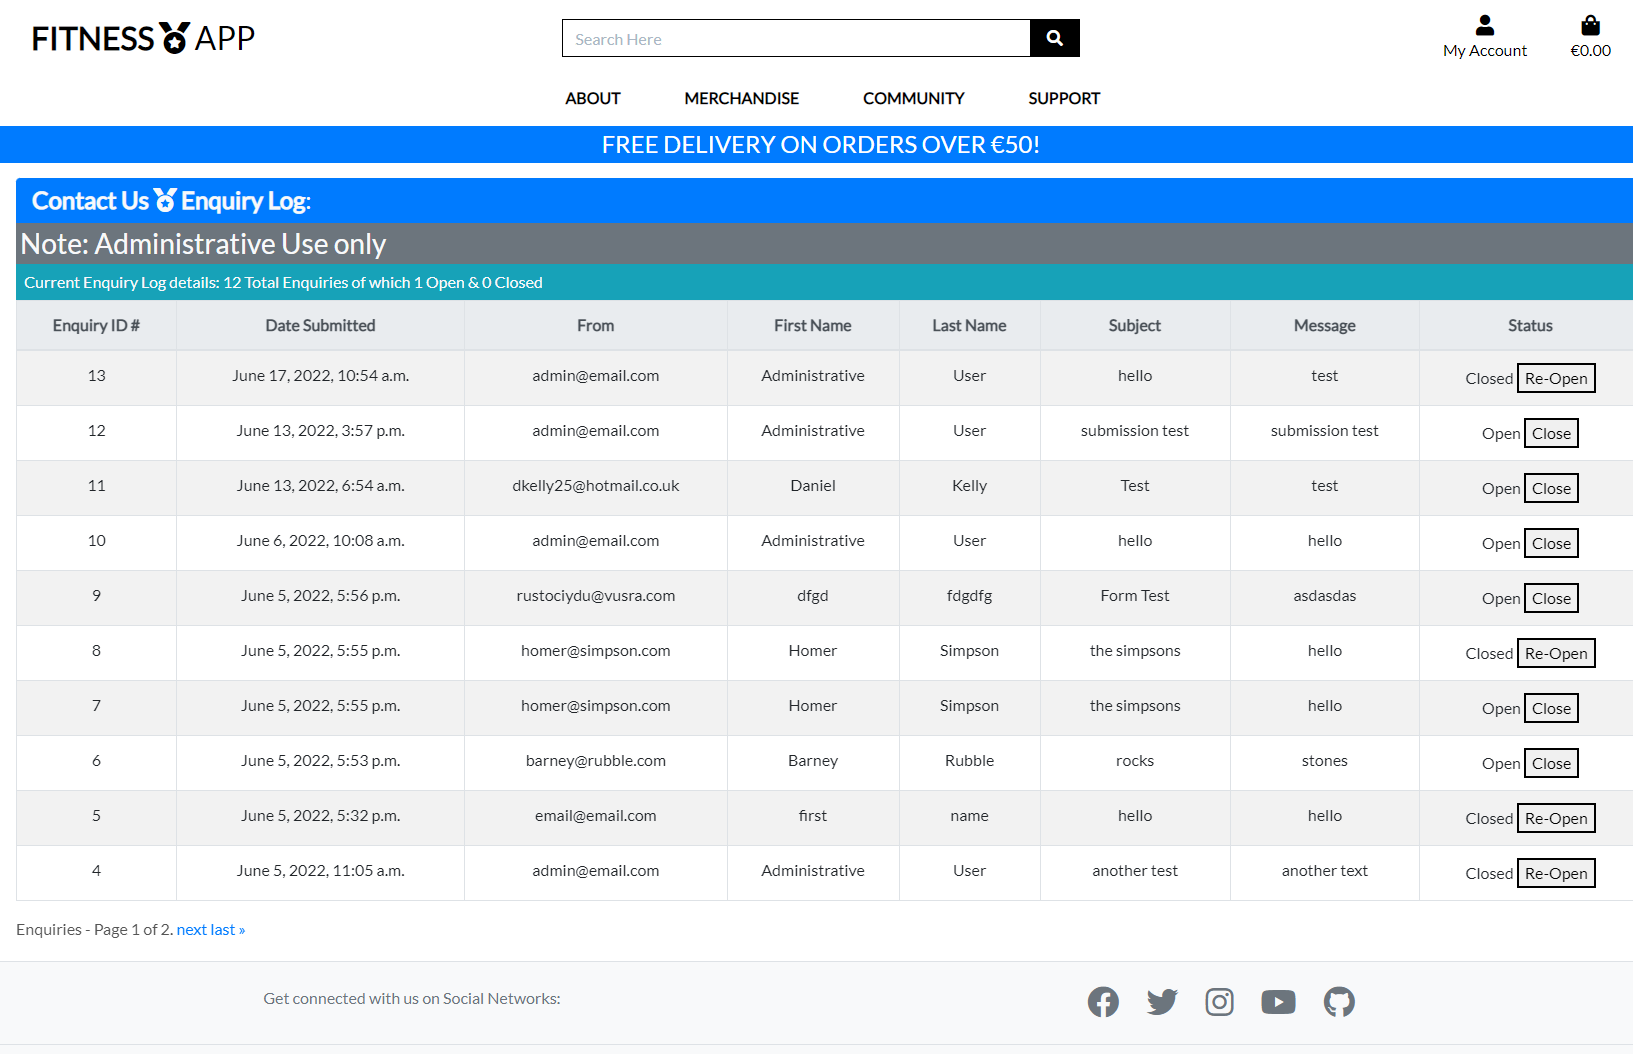 FITNESS APP
Search Here
My Account
€0.00
ABOUT MERCHANDISE COMMUNITY SUPPORT
FREE DELIVERY ON ORDERS OVER €50!
Contact Us Enquiry Log:
Note: Administrative Use only
Current Enquiry Log details: 12 Total Enquiries of which 1 Open & 0 Closed
Enquiry ID # Date Submitted From First Name Last Name Subject Message Status
13 June 17, 2022, 10:54 a.m. admin@email.com Administrative User hello test Closed Re-Open
12 June 13, 2022, 3:57 p.m. admin@email.com Administrative User submission test submission test Open Close
11 June 13, 2022, 6:54 a.m. dkelly25@hotmail.co.uk Daniel Kelly Test test Open Close
10 June 6, 2022, 10:08 a.m. admin@email.com Administrative User hello hello Open Close
9 June 5, 2022, 5:56 p.m. rustociydu@vusra.com dfgd fdgdfg Form Test asdasdas Open Close
8 June 5, 2022, 5:55 p.m. homer@simpson.com Homer Simpson the simpsons hello Closed Re-Open
7 June 5, 2022, 5:55 p.m. homer@simpson.com Homer Simpson the simpsons hello Open Close
6 June 5, 2022, 5:53 p.m. barney@rubble.com Barney Rubble rocks stones Open Close
5 June 5, 2022, 5:32 p.m. email@email.com first name hello hello Closed Re-Open
4 June 5, 2022, 11:05 a.m. admin@email.com Administrative User another test another text Closed Re-Open
Enquiries - Page 1 of 2. next last »
Get connected with us on Social Networks: